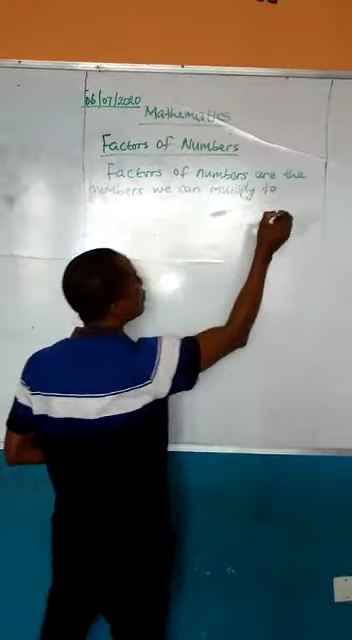 06/07/2020
Mathematics
Factors of Numbers
Factors of numbers are the
numbers we can multiply to